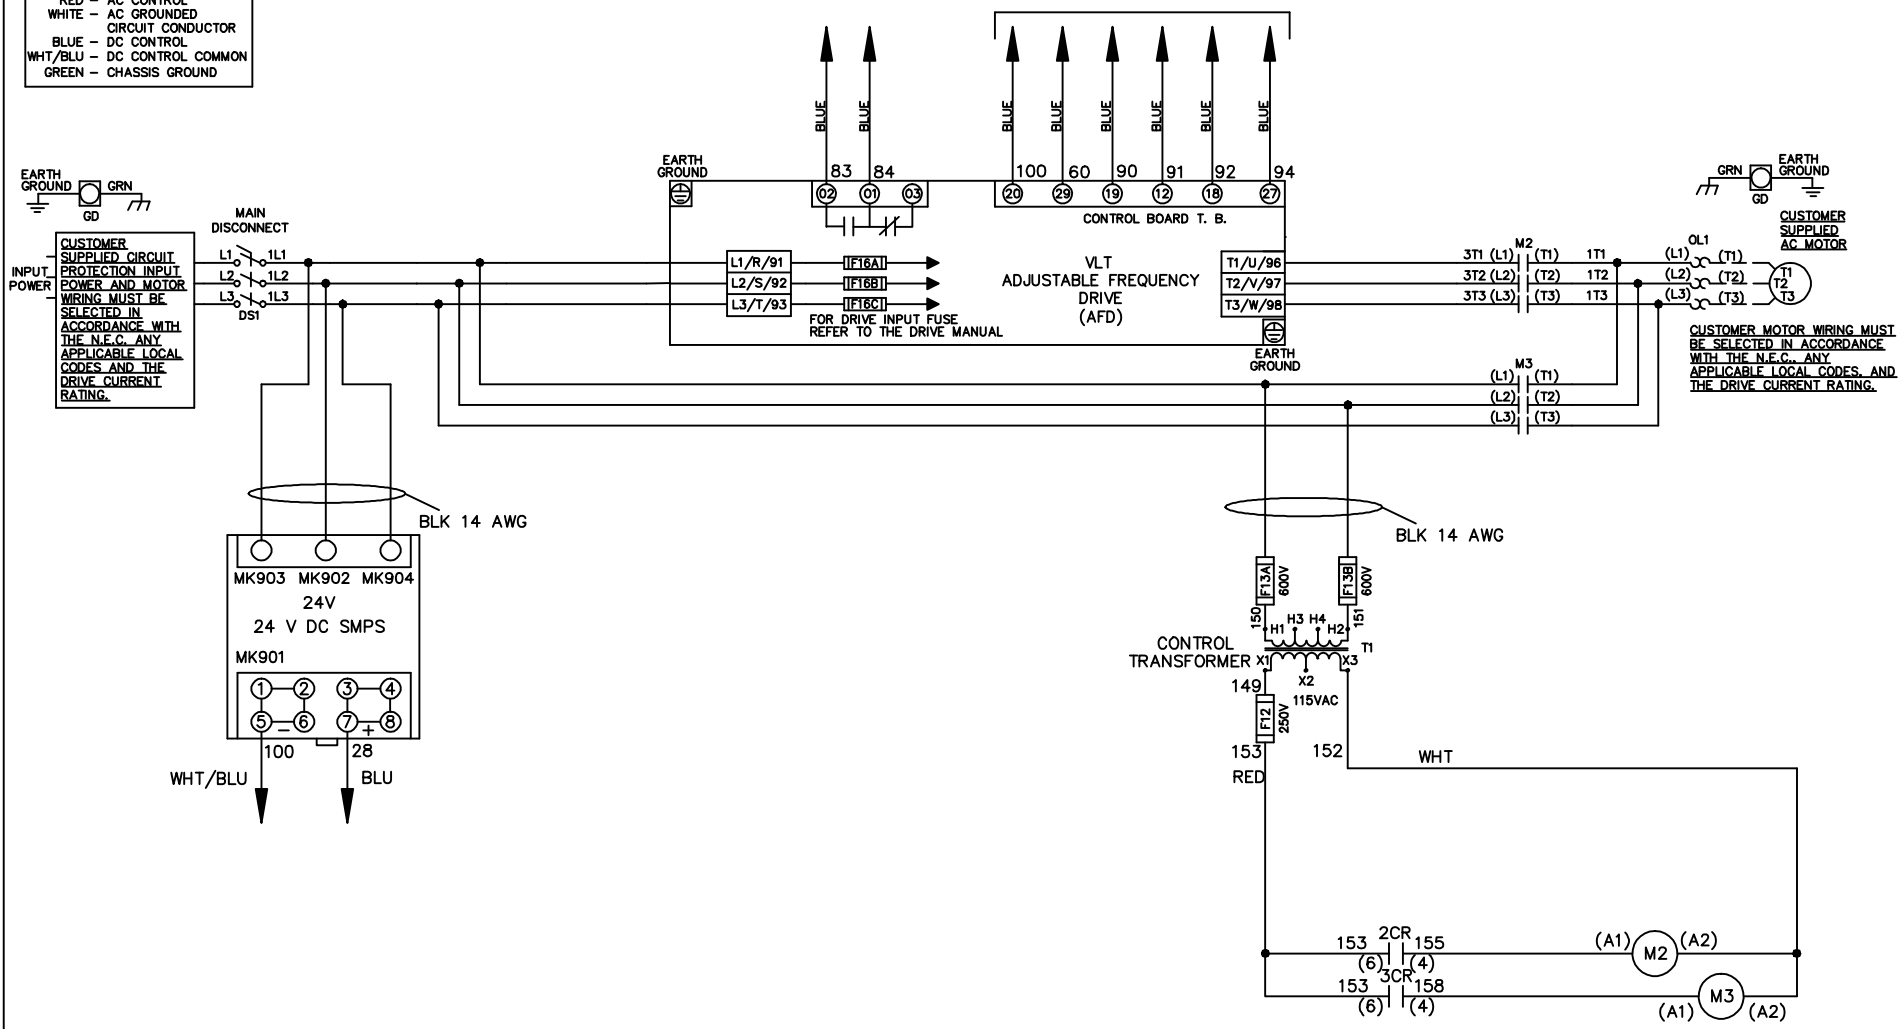 RED – AC CONTROL
WHITE – AC GROUNDED
CIRCUIT CONDUCTOR
BLUE – DC CONTROL
WHT/BLU – DC CONTROL COMMON
GREEN – CHASSIS GROUND
BLUE
BLUE
BLUE
BLUE
BLUE
BLUE
BLUE
BLUE
EARTH
GROUND
GRN
GD
MAIN
DISCONNECT
L1
1L1
L2
1L2
L3
1L3
DS1
INPUT
POWER
CUSTOMER
SUPPLIED CIRCUIT
PROTECTION INPUT
POWER AND MOTOR
WIRING MUST BE
SELECTED IN
ACCORDANCE WITH
THE N.E.C. ANY
APPLICABLE LOCAL
CODES AND THE
DRIVE CURRENT
RATING.
EARTH
GROUND
83
84
02
01
03
100
60
90
91
92
94
20
29
19
12
18
27
CONTROL BOARD T. B.
L1/R/91
L2/S/92
L3/T/93
F16A
F16B
F16C
FOR DRIVE INPUT FUSE
REFER TO THE DRIVE MANUAL
VLT
ADJUSTABLE FREQUENCY
DRIVE
(AFD)
T1/U/96
T2/V/97
T3/W/98
EARTH
GROUND
GRN
EARTH
GROUND
GD
CUSTOMER
SUPPLIED
AC MOTOR
M2
3T1 (L1) (T1) 1T1
3T2 (L2) (T2) 1T2
3T3 (L3) (T3) 1T3
OL1
(L1) (T1)
(L2) (T2)
(L3) (T3)
T1
T2
T3
CUSTOMER MOTOR WIRING MUST
BE SELECTED IN ACCORDANCE
WITH THE N.E.C., ANY
APPLICABLE LOCAL CODES, AND
THE DRIVE CURRENT RATING.
M3
(L1) (T1)
(L2) (T2)
(L3) (T3)
BLK 14 AWG
MK903 MK902 MK904
24V
24 V DC SMPS
MK901
1 2 3 4
5 – 6 7 + 8
100
28
WHT/BLU
BLU
BLK 14 AWG
F13A
600V
F13B
600V
150
151
H1 H3 H4 H2
T1
CONTROL
TRANSFORMER
X1
X3
X2
149
115VAC
F12
250V
153
152
RED
WHT
2CR
153 155
(6) (4)
(A1) M2 (A2)
3CR
153 158
(6) (4)
(A1) M3 (A2)